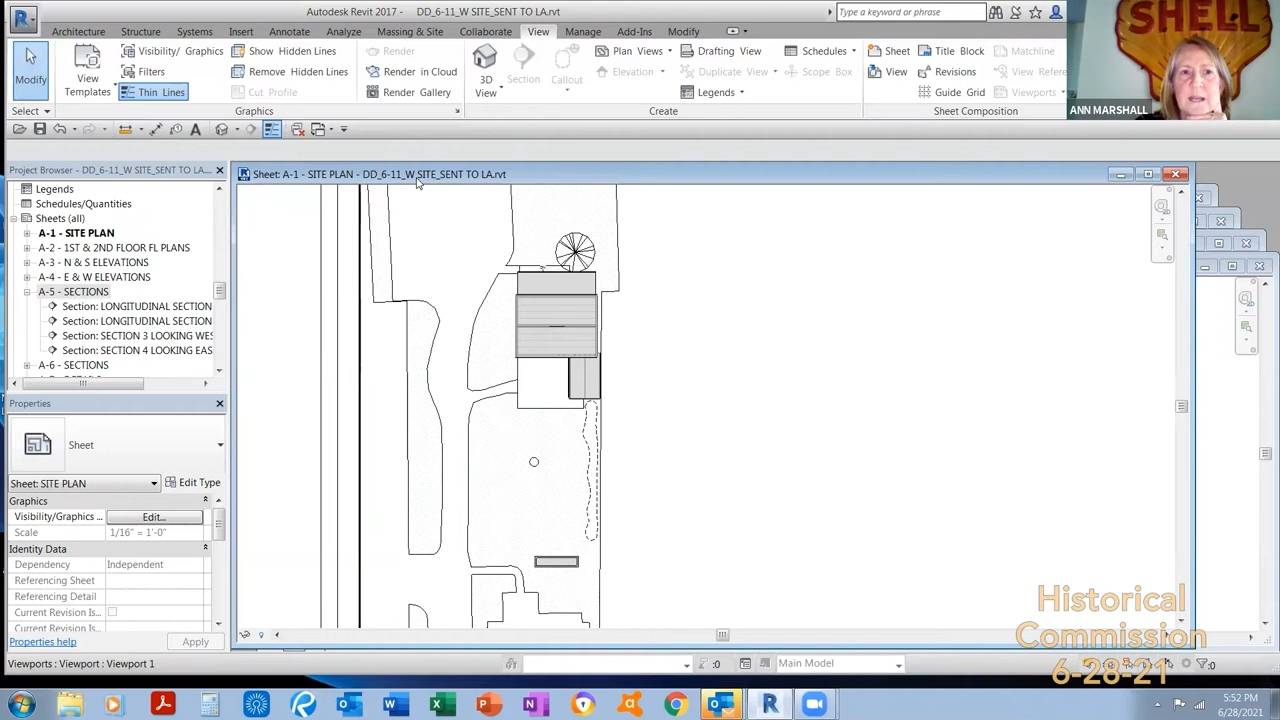 Autodesk Revit 2017 - DD_6-11_W SITE_SENT TO LA.rvt
Type a keyword or phrase
Architecture Structure Systems Insert Annotate Analyze Massing & Site Collaborate View Manage Add-Ins Modify
Modify
View Templates
Visibility/ Graphics
Filters
Thin Lines
Show Hidden Lines
Remove Hidden Lines
Cut Profile
Render
Render in Cloud
Render Gallery
3D View
Section
Callout
Plan Views
Elevation
Drafting View
Duplicate View
Legends
Schedules
Scope Box
Sheet
View
Title Block
Revisions
Guide Grid
Matchline
View Refere
Viewports
Select
Graphics
Create
Sheet Composition
SHELL
ANN MARSHALL
Project Browser - DD_6-11_W SITE_SENT TO LA....
Legends
Schedules/Quantities
Sheets (all)
A-1 - SITE PLAN
A-2 - 1ST & 2ND FLOOR FL PLANS
A-3 - N & S ELEVATIONS
A-4 - E & W ELEVATIONS
A-5 - SECTIONS
Section: LONGITUDINAL SECTION
Section: LONGITUDINAL SECTION
Section: SECTION 3 LOOKING WES
Section: SECTION 4 LOOKING EAS
A-6 - SECTIONS
Sheet: A-1 - SITE PLAN - DD_6-11_W SITE_SENT TO LA.rvt
Properties
Sheet
Sheet: SITE PLAN
Edit Type
Graphics
Visibility/Graphics ... Edit...
Scale 1/16" = 1'-0"
Identity Data
Dependency Independent
Referencing Sheet
Referencing Detail
Current Revision Is...
Current Revision Is...
Properties help
Apply
Viewports : Viewport : Viewport 1
:0
Main Model
:0
Historical
Commission
6-28-21
5:52 PM
6/28/2021